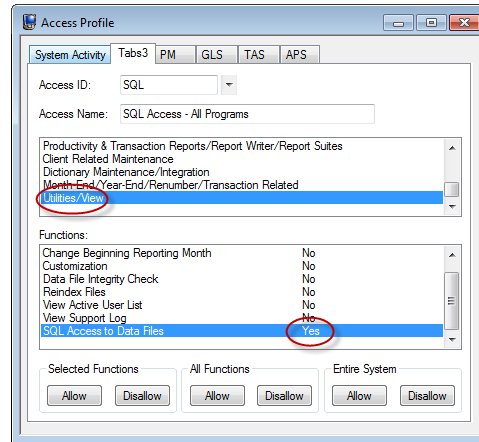 Access Profile
System Activity Tabs3 PM GLS TAS APS
Access ID: SQL
Access Name: SQL Access - All Programs
Productivity & Transaction Reports/Report Writer/Report Suites
Client Related Maintenance
Dictionary Maintenance/Integration
Month-End/Year-End/Renumber/Transaction Related
Utilities/View
Functions:
Change Beginning Reporting Month No
Customization No
Data File Integrity Check No
Reindex Files No
View Active User List No
View Support Log No
SQL Access to Data Files Yes
Selected Functions All Functions Entire System
Allow Disallow Allow Disallow Allow Disallow